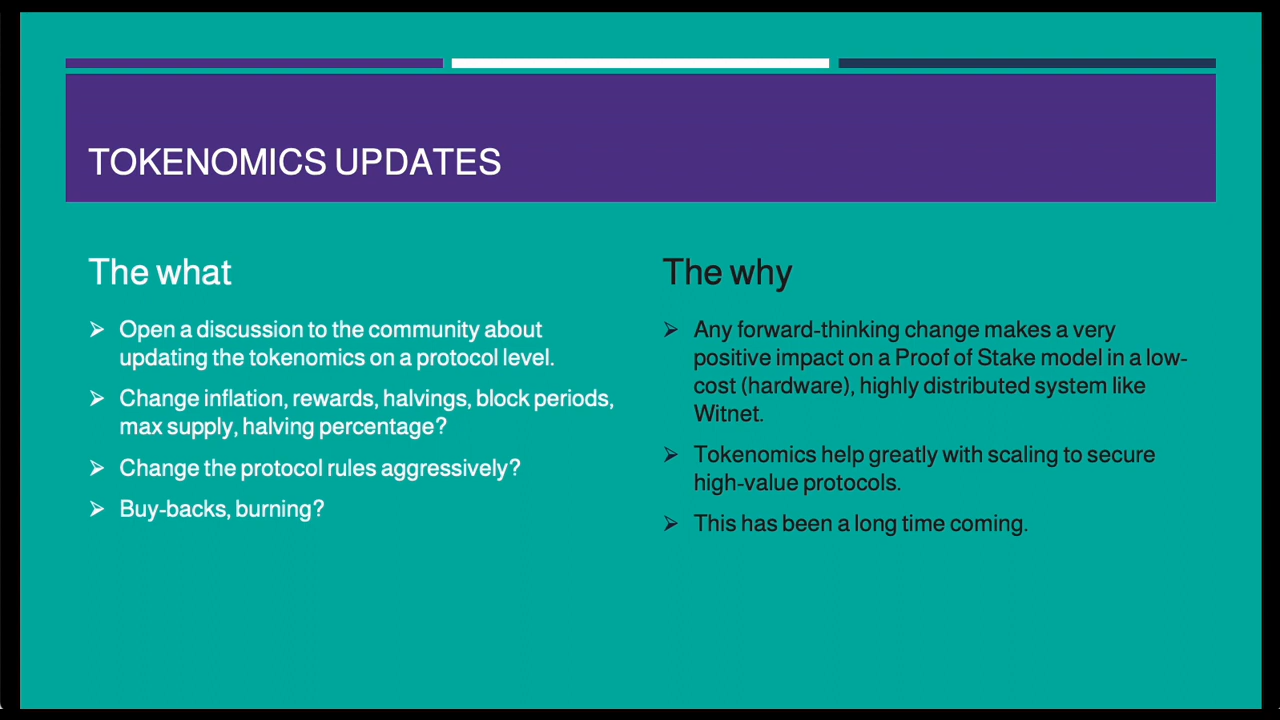 TOKENOMICS UPDATES
The what
Open a discussion to the community about
updating the tokenomics on a protocol level.
Change inflation, rewards, halvings, block periods,
max supply, halving percentage?
Change the protocol rules aggressively?
Buy-backs, burning?
The why
Any forward-thinking change makes a very
positive impact on a Proof of Stake model in a low-
cost (hardware), highly distributed system like
Witnet.
Tokenomics help greatly with scaling to secure
high-value protocols.
This has been a long time coming.